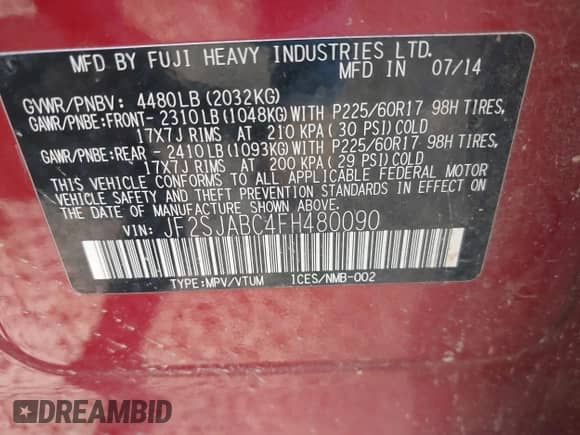 MFD BY FUJI HEAVY INDUSTRIES LTD.
MFD IN 07/14
GVWR/PNBV: 4480LB(2032KG)
GAWR/PNBE:FRONT-2310LB(1048KG)WITH P225/60R17 98H TIRES,
17X7J RIMS AT 210 KPA(30 PSI)COLD
GAWR/PNBE:REAR -2410LB(1093KG)WITH P225/60R17 98H TIRES,
17X7J RIMS AT 200 KPA(29 PSI)COLD
THIS VEHICLE CONFORMS TO ALL APPLICABLE FEDERAL MOTOR
VEHICLE SAFETY AND THEFT PREVENTION STANDARDS IN EFFECT ON
THE DATE OF MANUFACTURE SHOWN ABOVE.
VIN: JF2SJABC4FH480090
TYPE:MPV/VTUM ICES/NMB-002
DREAMBID